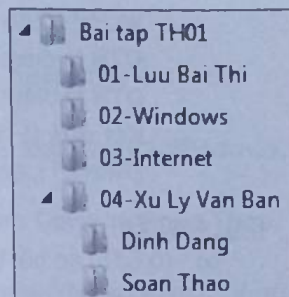 Bai tap TH01
01-Luu Bai Thi
02-Windows
03-Internet
04-Xu Ly Van Ban
Dinh Dang
Soan Thao